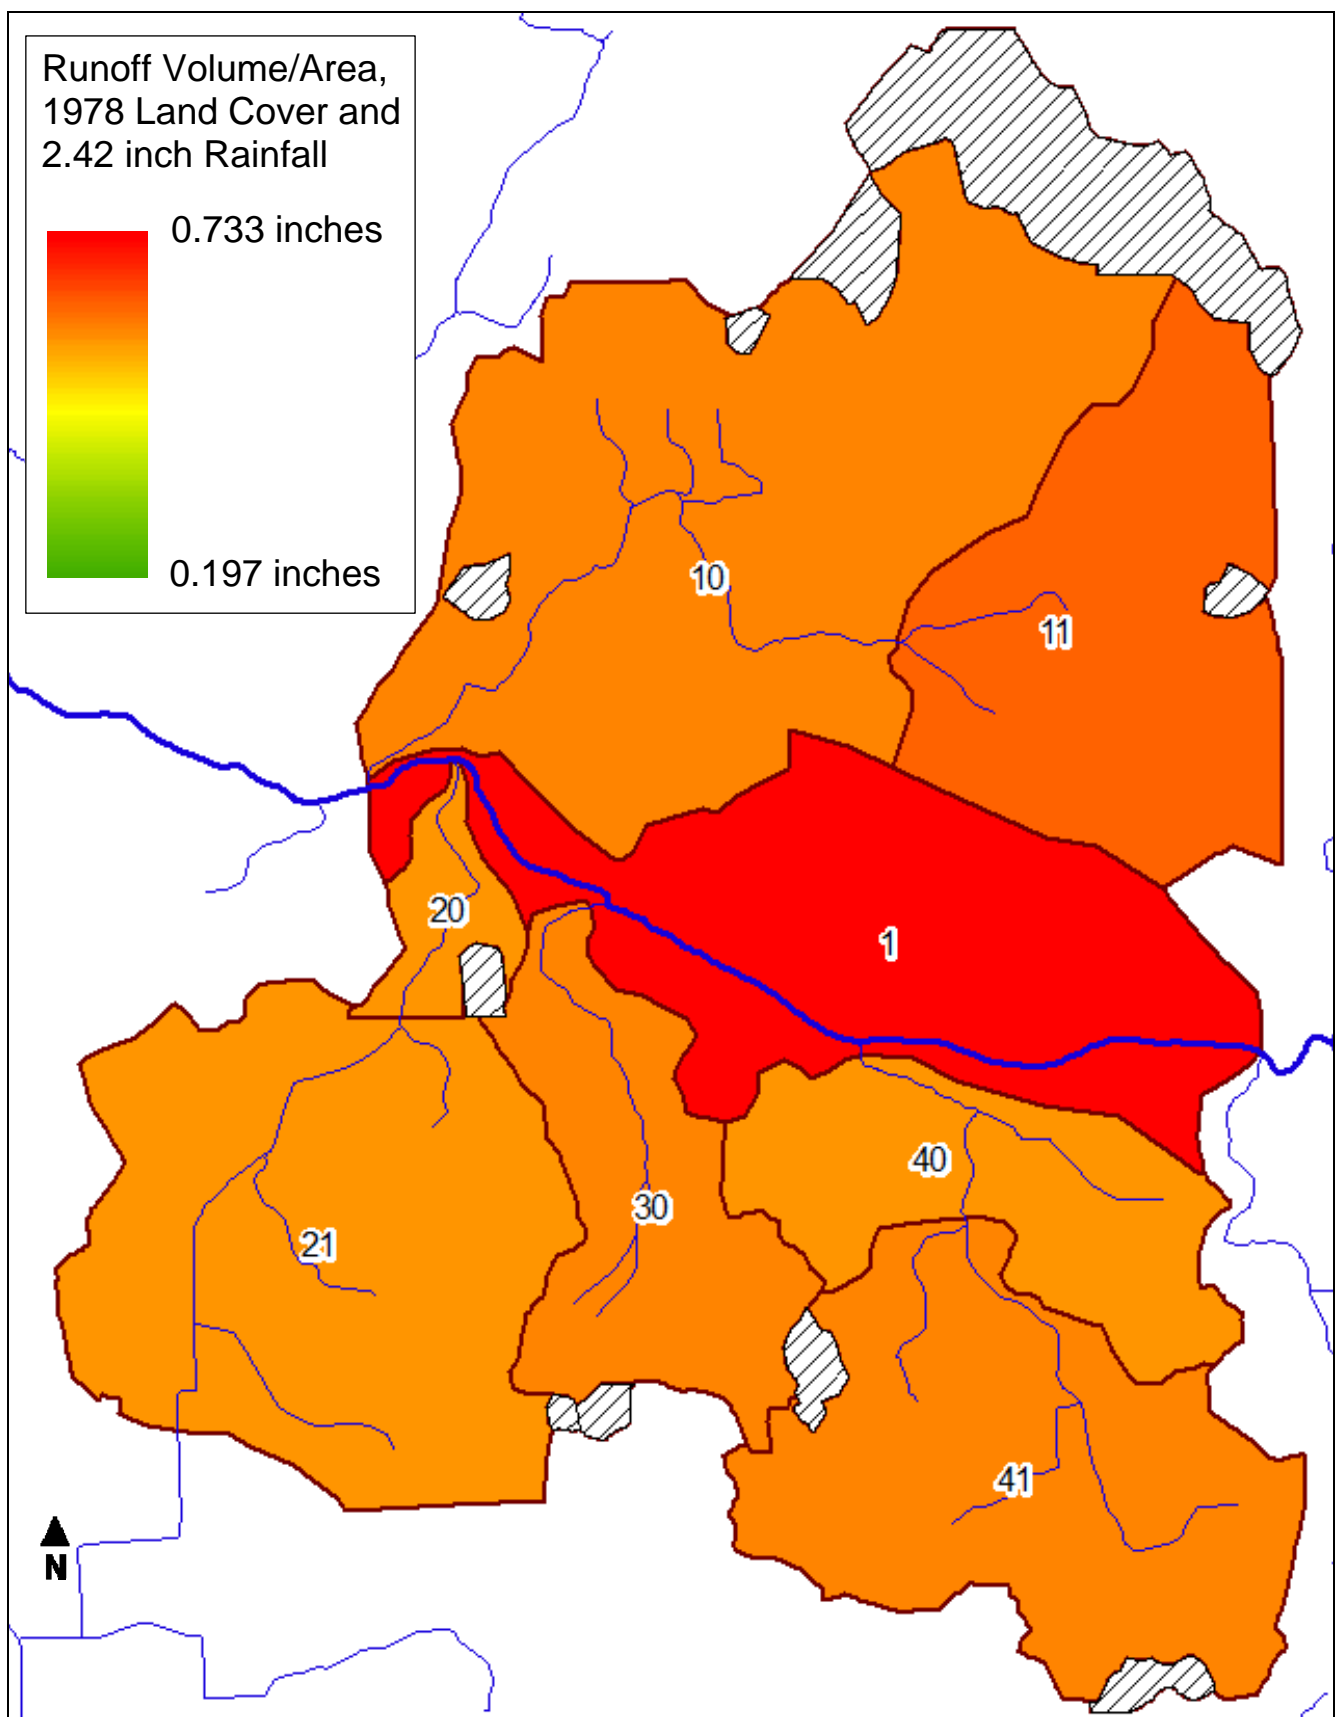 Runoff Volume/Area,
1978 Land Cover and
2.42 inch Rainfall
0.733 inches
0.197 inches
10
11
20
1
40
30
21
41
N